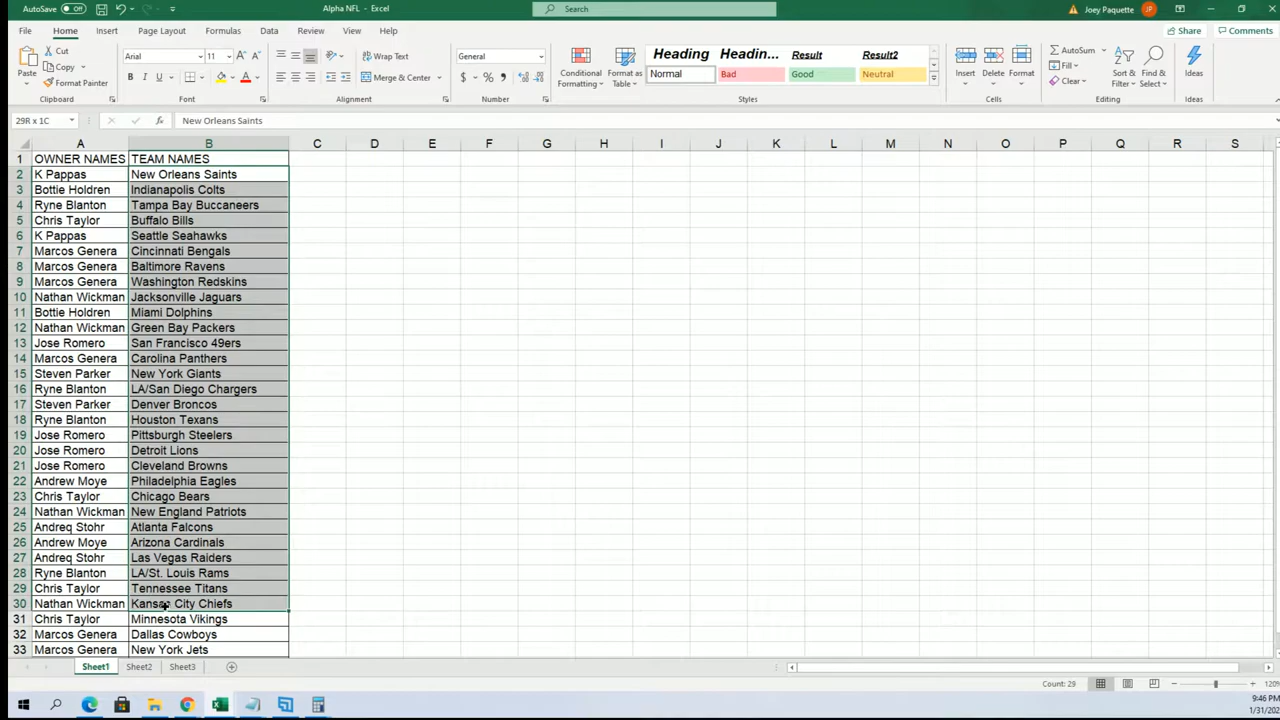 AutoSave Off
Alpha NFL - Excel
Search
Joey Paquette JP
File Home Insert Page Layout Formulas Data Review View Help
Share Comments
Paste
Cut
Copy
Format Painter
Clipboard
Arial 11
B I U
Font
Wrap Text
Merge & Center
Alignment
General
$ % 9
Number
Conditional Formatting
Format as Table
Heading Headin... Result Result2
Normal Bad Good Neutral
Styles
Insert Delete Format
Cells
AutoSum
Fill
Clear
Sort & Filter
Find & Select
Editing
Ideas
Ideas
29R x 1C fx New Orleans Saints
A B C D E F G H I J K L M N O P Q R S
1 OWNER NAMES TEAM NAMES
2 K Pappas New Orleans Saints
3 Bottie Holdren Indianapolis Colts
4 Ryne Blanton Tampa Bay Buccaneers
5 Chris Taylor Buffalo Bills
6 K Pappas Seattle Seahawks
7 Marcos Genera Cincinnati Bengals
8 Marcos Genera Baltimore Ravens
9 Marcos Genera Washington Redskins
10 Nathan Wickman Jacksonville Jaguars
11 Bottie Holdren Miami Dolphins
12 Nathan Wickman Green Bay Packers
13 Jose Romero San Francisco 49ers
14 Marcos Genera Carolina Panthers
15 Steven Parker New York Giants
16 Ryne Blanton LA/San Diego Chargers
17 Steven Parker Denver Broncos
18 Ryne Blanton Houston Texans
19 Jose Romero Pittsburgh Steelers
20 Jose Romero Detroit Lions
21 Jose Romero Cleveland Browns
22 Andrew Moye Philadelphia Eagles
23 Chris Taylor Chicago Bears
24 Nathan Wickman New England Patriots
25 Andreq Stohr Atlanta Falcons
26 Andrew Moye Arizona Cardinals
27 Andreq Stohr Las Vegas Raiders
28 Ryne Blanton LA/St. Louis Rams
29 Chris Taylor Tennessee Titans
30 Nathan Wickman Kansas City Chiefs
31 Chris Taylor Minnesota Vikings
32 Marcos Genera Dallas Cowboys
33 Marcos Genera New York Jets
Sheet1 Sheet2 Sheet3
Count: 29 120%
9:46 PM
1/31/202